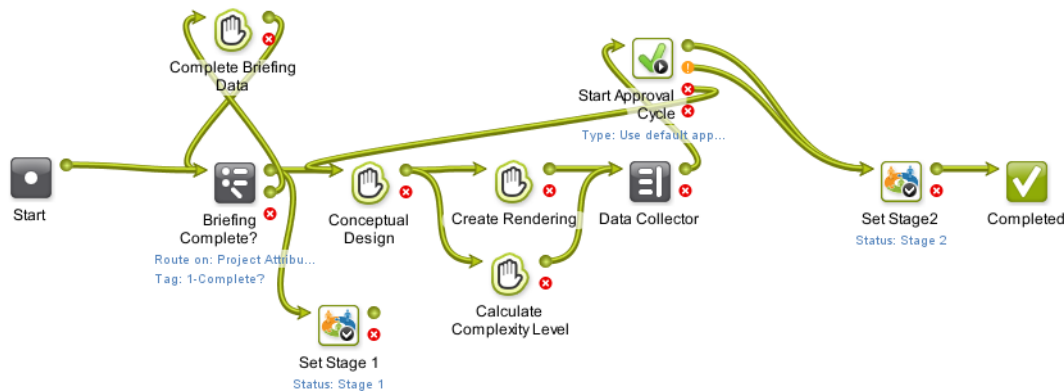 Complete Briefing
Data
Start Approval
Cycle
Type: Use default app...
Start
Briefing
Complete?
Route on: Project Attribu...
Tag: 1-Complete?
Conceptual
Design
Create Rendering
Data Collector
Set Stage2
Status: Stage 2
Completed
Calculate
Complexity Level
Set Stage 1
Status: Stage 1